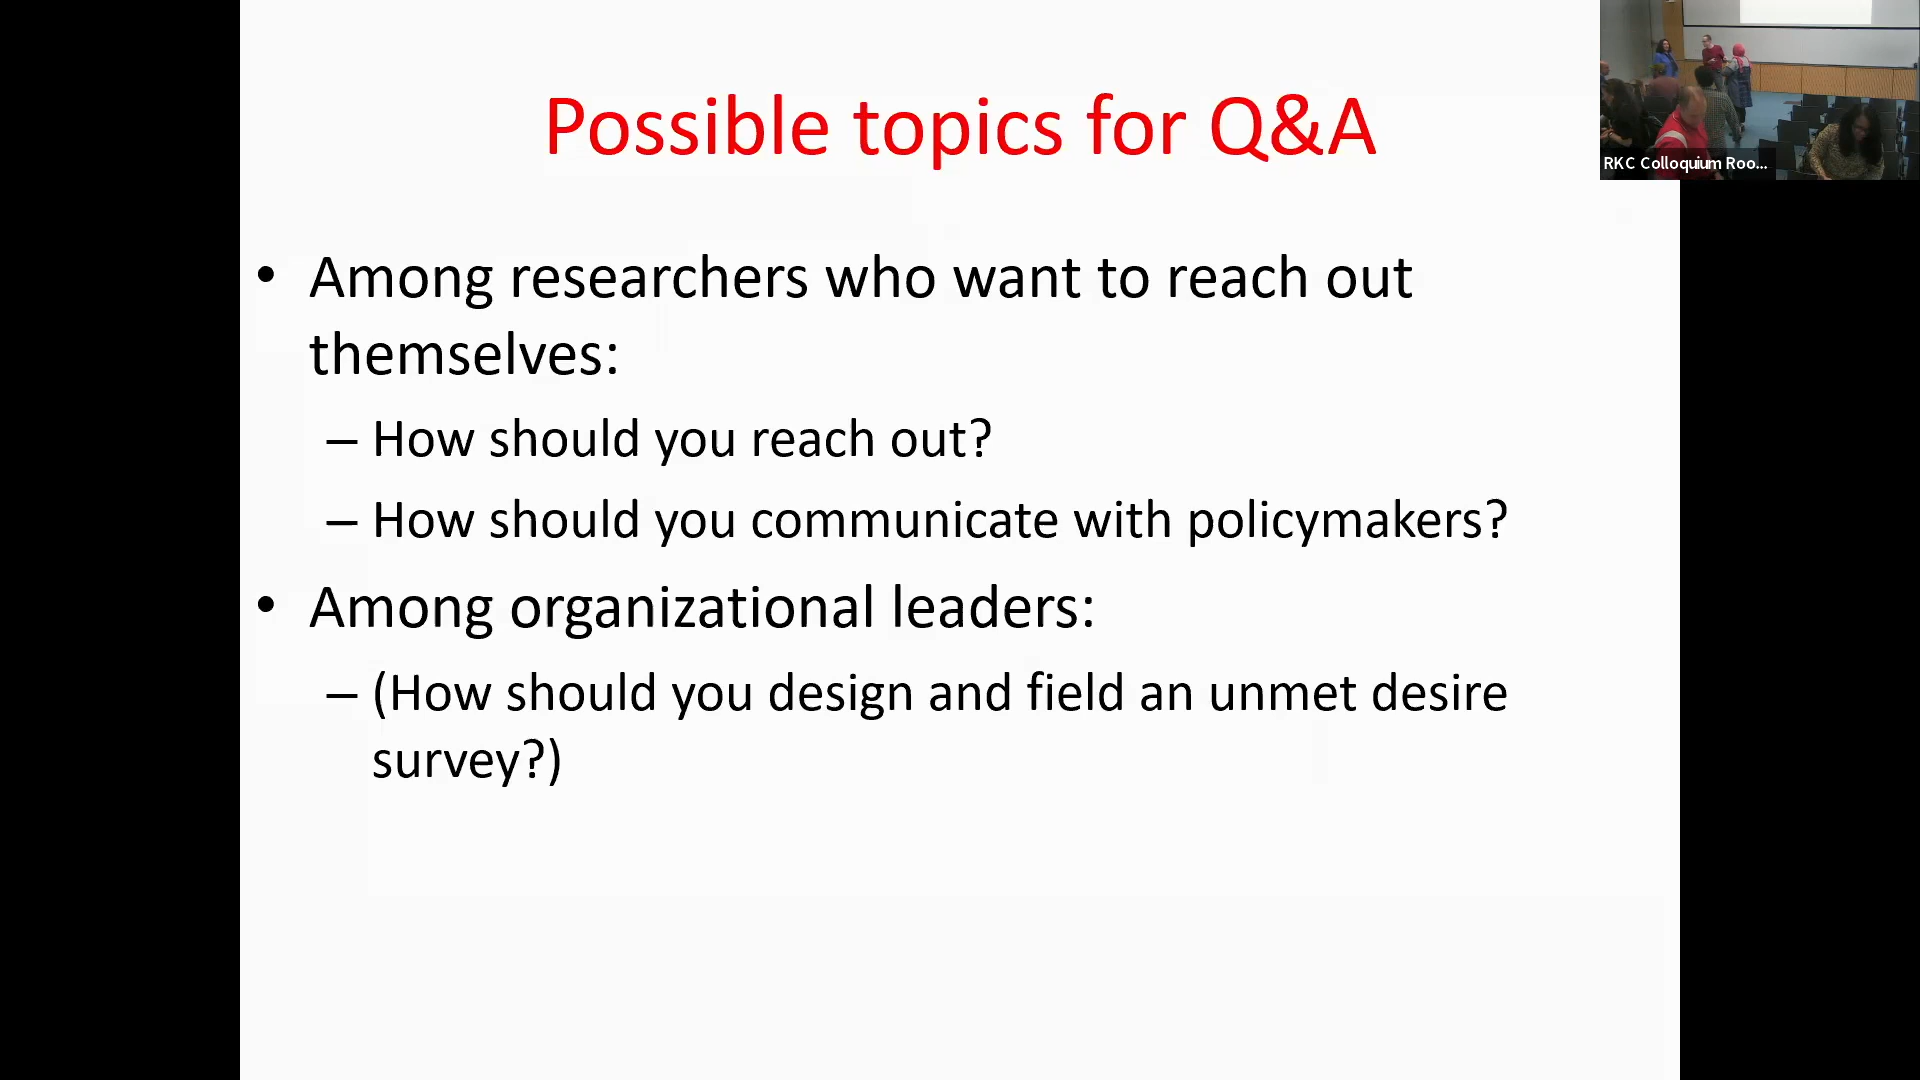 Possible topics for Q&A
RKC Colloquium Roo...
• Among researchers who want to reach out
themselves:
– How should you reach out?
– How should you communicate with policymakers?
• Among organizational leaders:
– (How should you design and field an unmet desire
survey?)